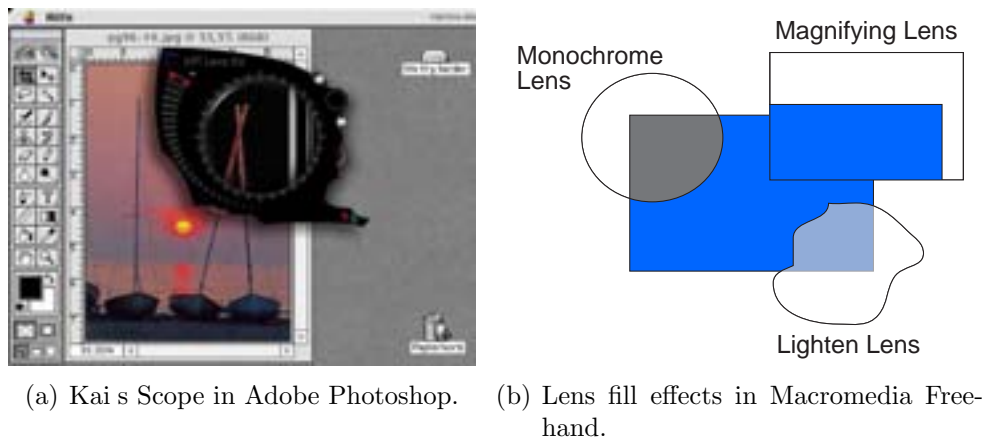 Monochrome
Lens
Magnifying Lens
Lighten Lens
(a) Kai s Scope in Adobe Photoshop.
(b) Lens fill effects in Macromedia Free-
hand.